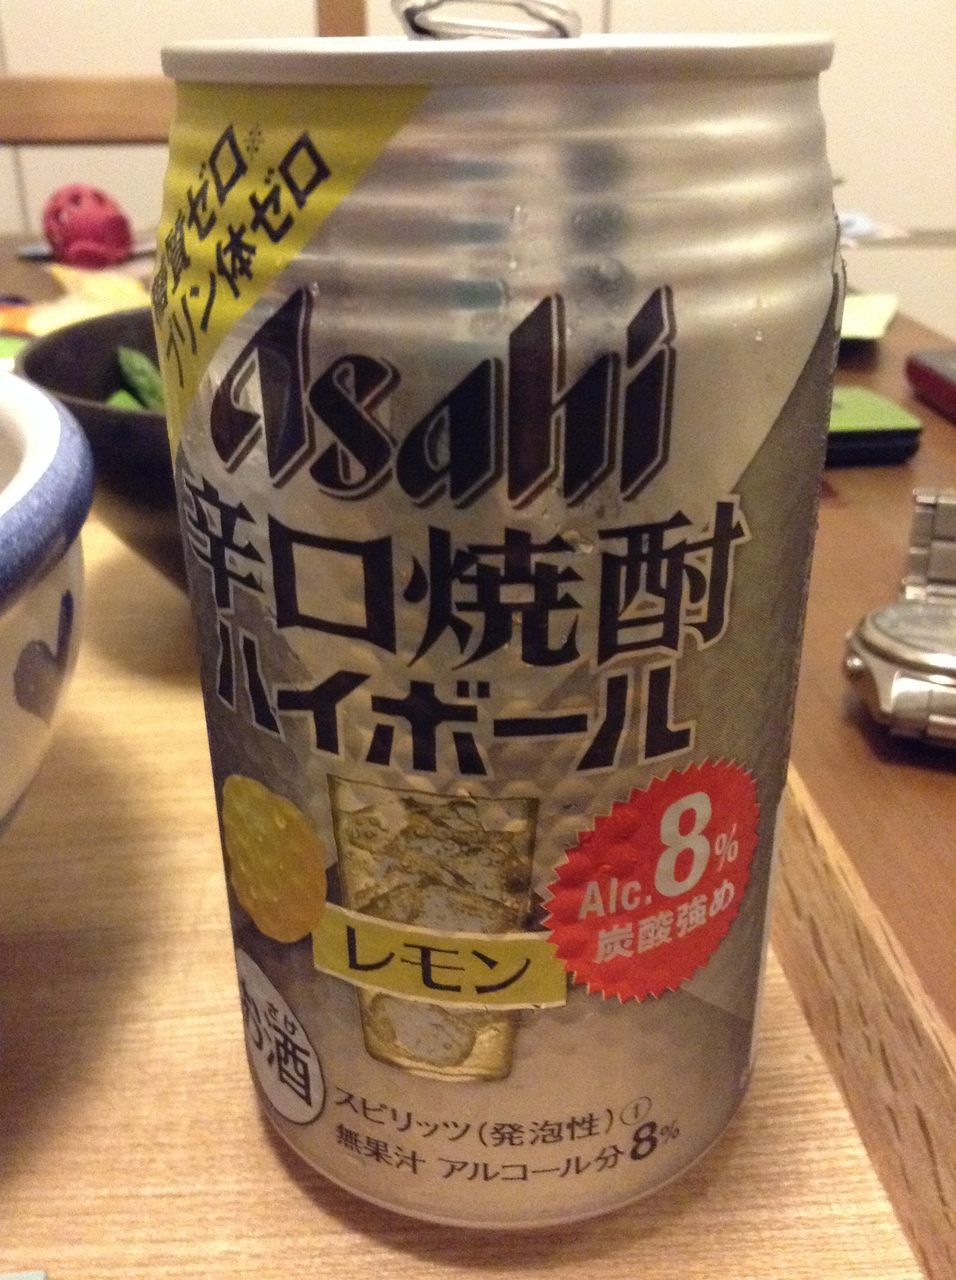 糖質ゼロ※
プリン体ゼロ
Asahi
辛口焼酎
ハイボール
Alc.8%
炭酸強め
レモン
お酒
さけ
スピリッツ(発泡性)①
無果汁 アルコール分8%